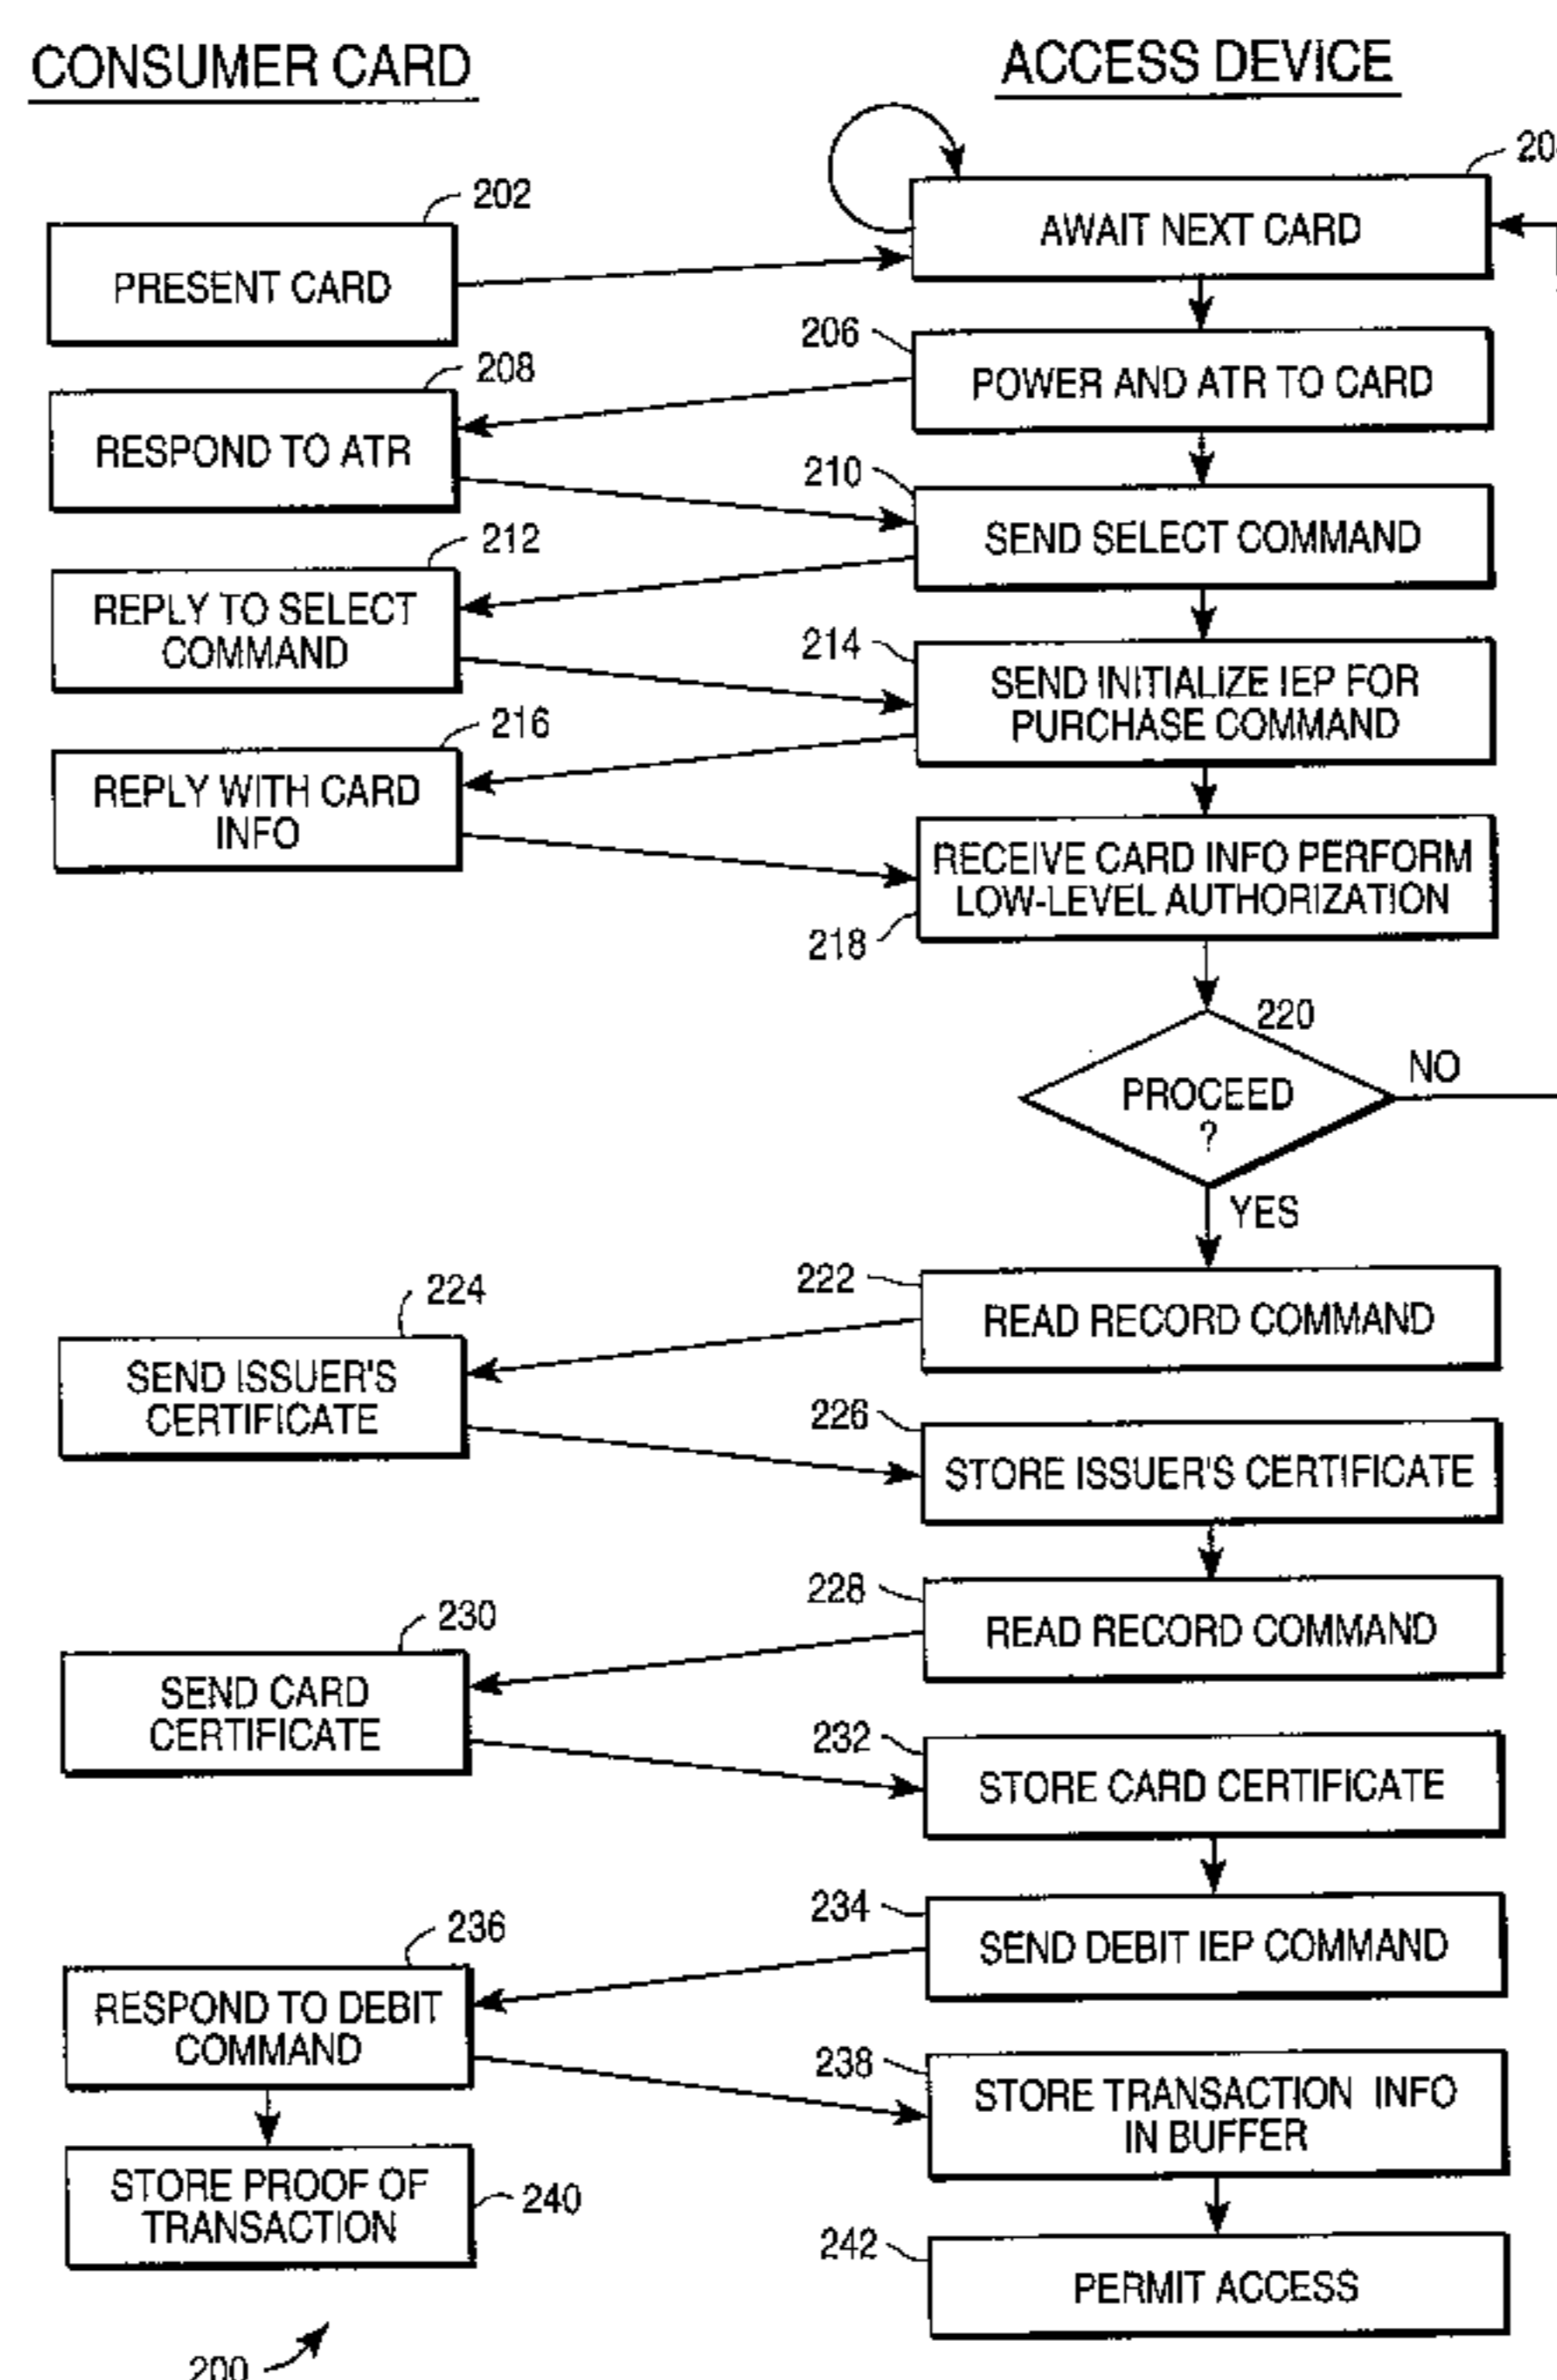 CONSUMER CARD
ACCESS DEVICE
202
PRESENT CARD
AWAIT NEXT CARD
206
POWER AND ATR TO CARD
208
RESPOND TO ATR
210
SEND SELECT COMMAND
212
REPLY TO SELECT
COMMAND
214
SEND INITIALIZE IEP FOR
PURCHASE COMMAND
216
REPLY WITH CARD
INFO
RECEIVE CARD INFO PERFORM
LOW-LEVEL AUTHORIZATION
218
220
PROCEED
?
NO
YES
222
READ RECORD COMMAND
224
SEND ISSUER'S
CERTIFICATE
226
STORE ISSUER'S CERTIFICATE
228
READ RECORD COMMAND
230
SEND CARD
CERTIFICATE
232
STORE CARD CERTIFICATE
234
SEND DEBIT IEP COMMAND
236
RESPOND TO DEBIT
COMMAND
238
STORE TRANSACTION INFO
IN BUFFER
STORE PROOF OF
TRANSACTION
240
242
PERMIT ACCESS
200